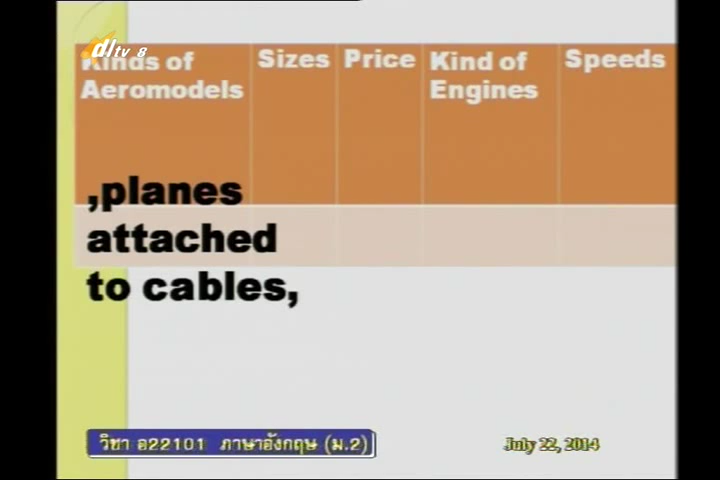 dltv 8
Kinds of Aeromodels
Sizes
Price
Kind of Engines
Speeds
,planes
attached
to cables,
วิชา อ22101 ภาษาอังกฤษ (ม.2)
July 22, 2014